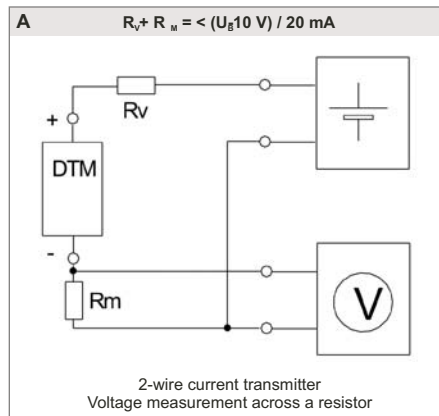 A Rv+ R M = < (UB10 V) / 20 mA
Rv
+
DTM
-
Rm
V
2-wire current transmitter
Voltage measurement across a resistor